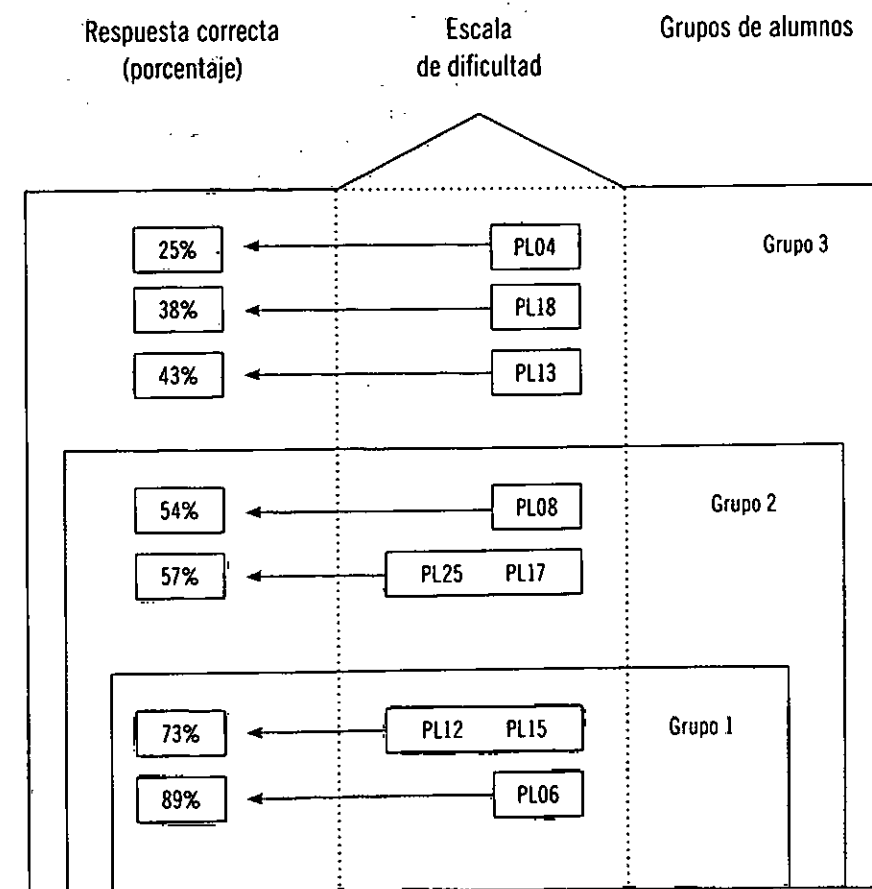 Respuesta correcta
(porcentaje)
Escala
de dificultad
Grupos de alumnos
25%
PL04
Grupo 3
38%
PL18
43%
PL13
54%
PL08
Grupo 2
57%
PL25 PL17
73%
PL12 PL15
Grupo 1
89%
PL06